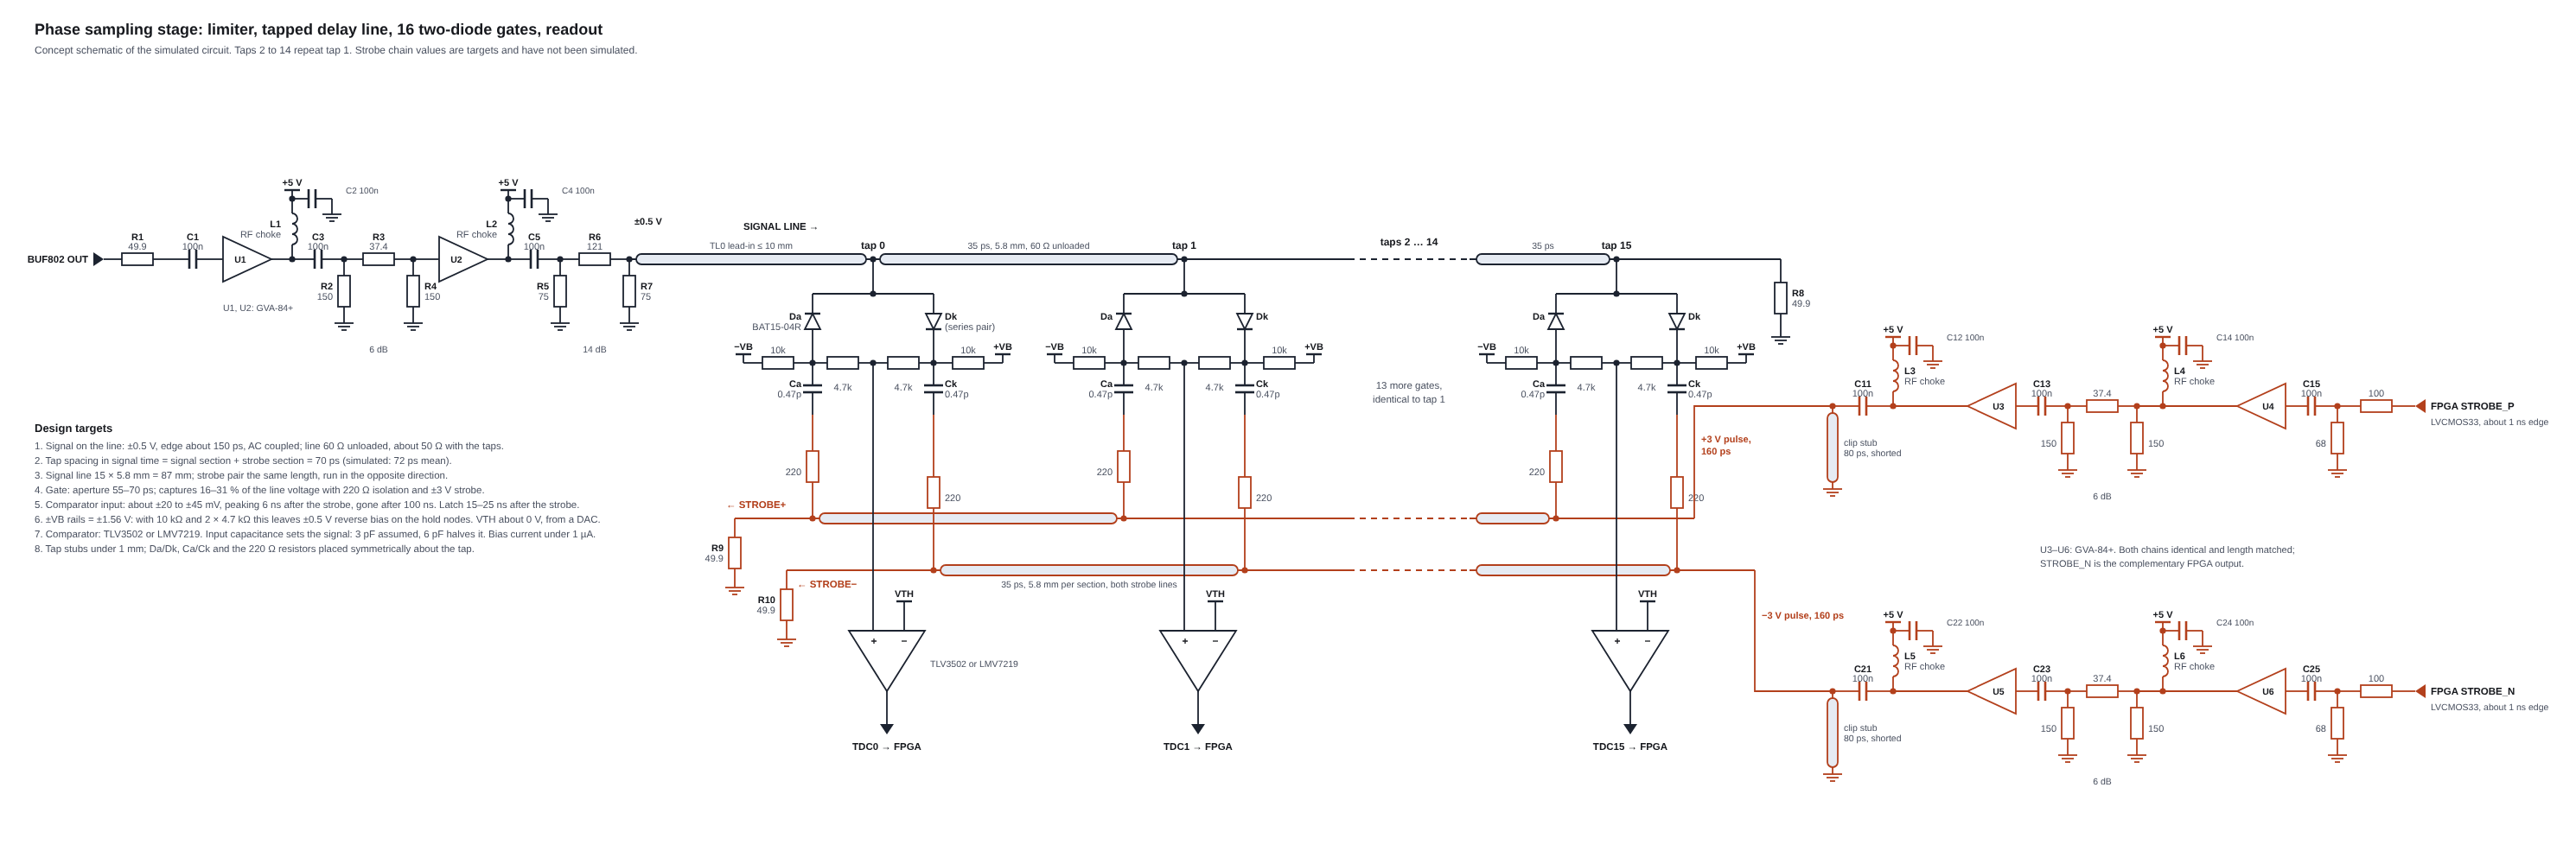 Phase sampling stage: limiter, tapped delay line, 16 two-diode gates, readout
Concept schematic of the simulated circuit. Taps 2 to 14 repeat tap 1. Strobe chain values are targets and have not been simulated.
+5 V
C2 100n
L1
RF choke
+5 V
C4 100n
L2
RF choke
±0.5 V
SIGNAL LINE →
BUF802 OUT
R1
49.9
C1
100n
U1
C3
100n
R3
37.4
U2
C5
100n
R6
121
TL0 lead-in ≤ 10 mm
tap 0
35 ps, 5.8 mm, 60 Ω unloaded
tap 1
taps 2 … 14
35 ps
tap 15
R2
150
R4
150
R5
75
R7
75
R8
49.9
U1, U2: GVA-84+
6 dB
14 dB
Da
BAT15-04R
Dk
(series pair)
−VB
10k
10k
+VB
Ca
0.47p
4.7k
4.7k
Ck
0.47p
220
220
Da
Dk
−VB
10k
10k
+VB
Ca
0.47p
4.7k
4.7k
Ck
0.47p
220
220
13 more gates,
identical to tap 1
Da
Dk
−VB
10k
10k
+VB
Ca
0.47p
4.7k
4.7k
Ck
0.47p
220
220
+3 V pulse,
160 ps
← STROBE+
R9
49.9
← STROBE−
R10
49.9
35 ps, 5.8 mm per section, both strobe lines
−3 V pulse, 160 ps
VTH
+
−
TLV3502 or LMV7219
TDC0 → FPGA
VTH
+
−
TDC1 → FPGA
VTH
+
−
TDC15 → FPGA
Design targets
1. Signal on the line: ±0.5 V, edge about 150 ps, AC coupled; line 60 Ω unloaded, about 50 Ω with the taps.
2. Tap spacing in signal time = signal section + strobe section = 70 ps (simulated: 72 ps mean).
3. Signal line 15 × 5.8 mm = 87 mm; strobe pair the same length, run in the opposite direction.
4. Gate: aperture 55–70 ps; captures 16–31 % of the line voltage with 220 Ω isolation and ±3 V strobe.
5. Comparator input: about ±20 to ±45 mV, peaking 6 ns after the strobe, gone after 100 ns. Latch 15–25 ns after the strobe.
6. ±VB rails = ±1.56 V: with 10 kΩ and 2 × 4.7 kΩ this leaves ±0.5 V reverse bias on the hold nodes. VTH about 0 V, from a DAC.
7. Comparator: TLV3502 or LMV7219. Input capacitance sets the signal: 3 pF assumed, 6 pF halves it. Bias current under 1 µA.
8. Tap stubs under 1 mm; Da/Dk, Ca/Ck and the 220 Ω resistors placed symmetrically about the tap.
+5 V
C12 100n
L3
RF choke
+5 V
C14 100n
L4
RF choke
C11
100n
U3
C13
100n
37.4
U4
C15
100n
100
FPGA STROBE_P
LVCMOS33, about 1 ns edge
clip stub
80 ps, shorted
150
150
68
6 dB
U3–U6: GVA-84+. Both chains identical and length matched;
STROBE_N is the complementary FPGA output.
+5 V
C22 100n
L5
RF choke
+5 V
C24 100n
L6
RF choke
C21
100n
U5
C23
100n
37.4
U6
C25
100n
100
FPGA STROBE_N
LVCMOS33, about 1 ns edge
clip stub
80 ps, shorted
150
150
68
6 dB